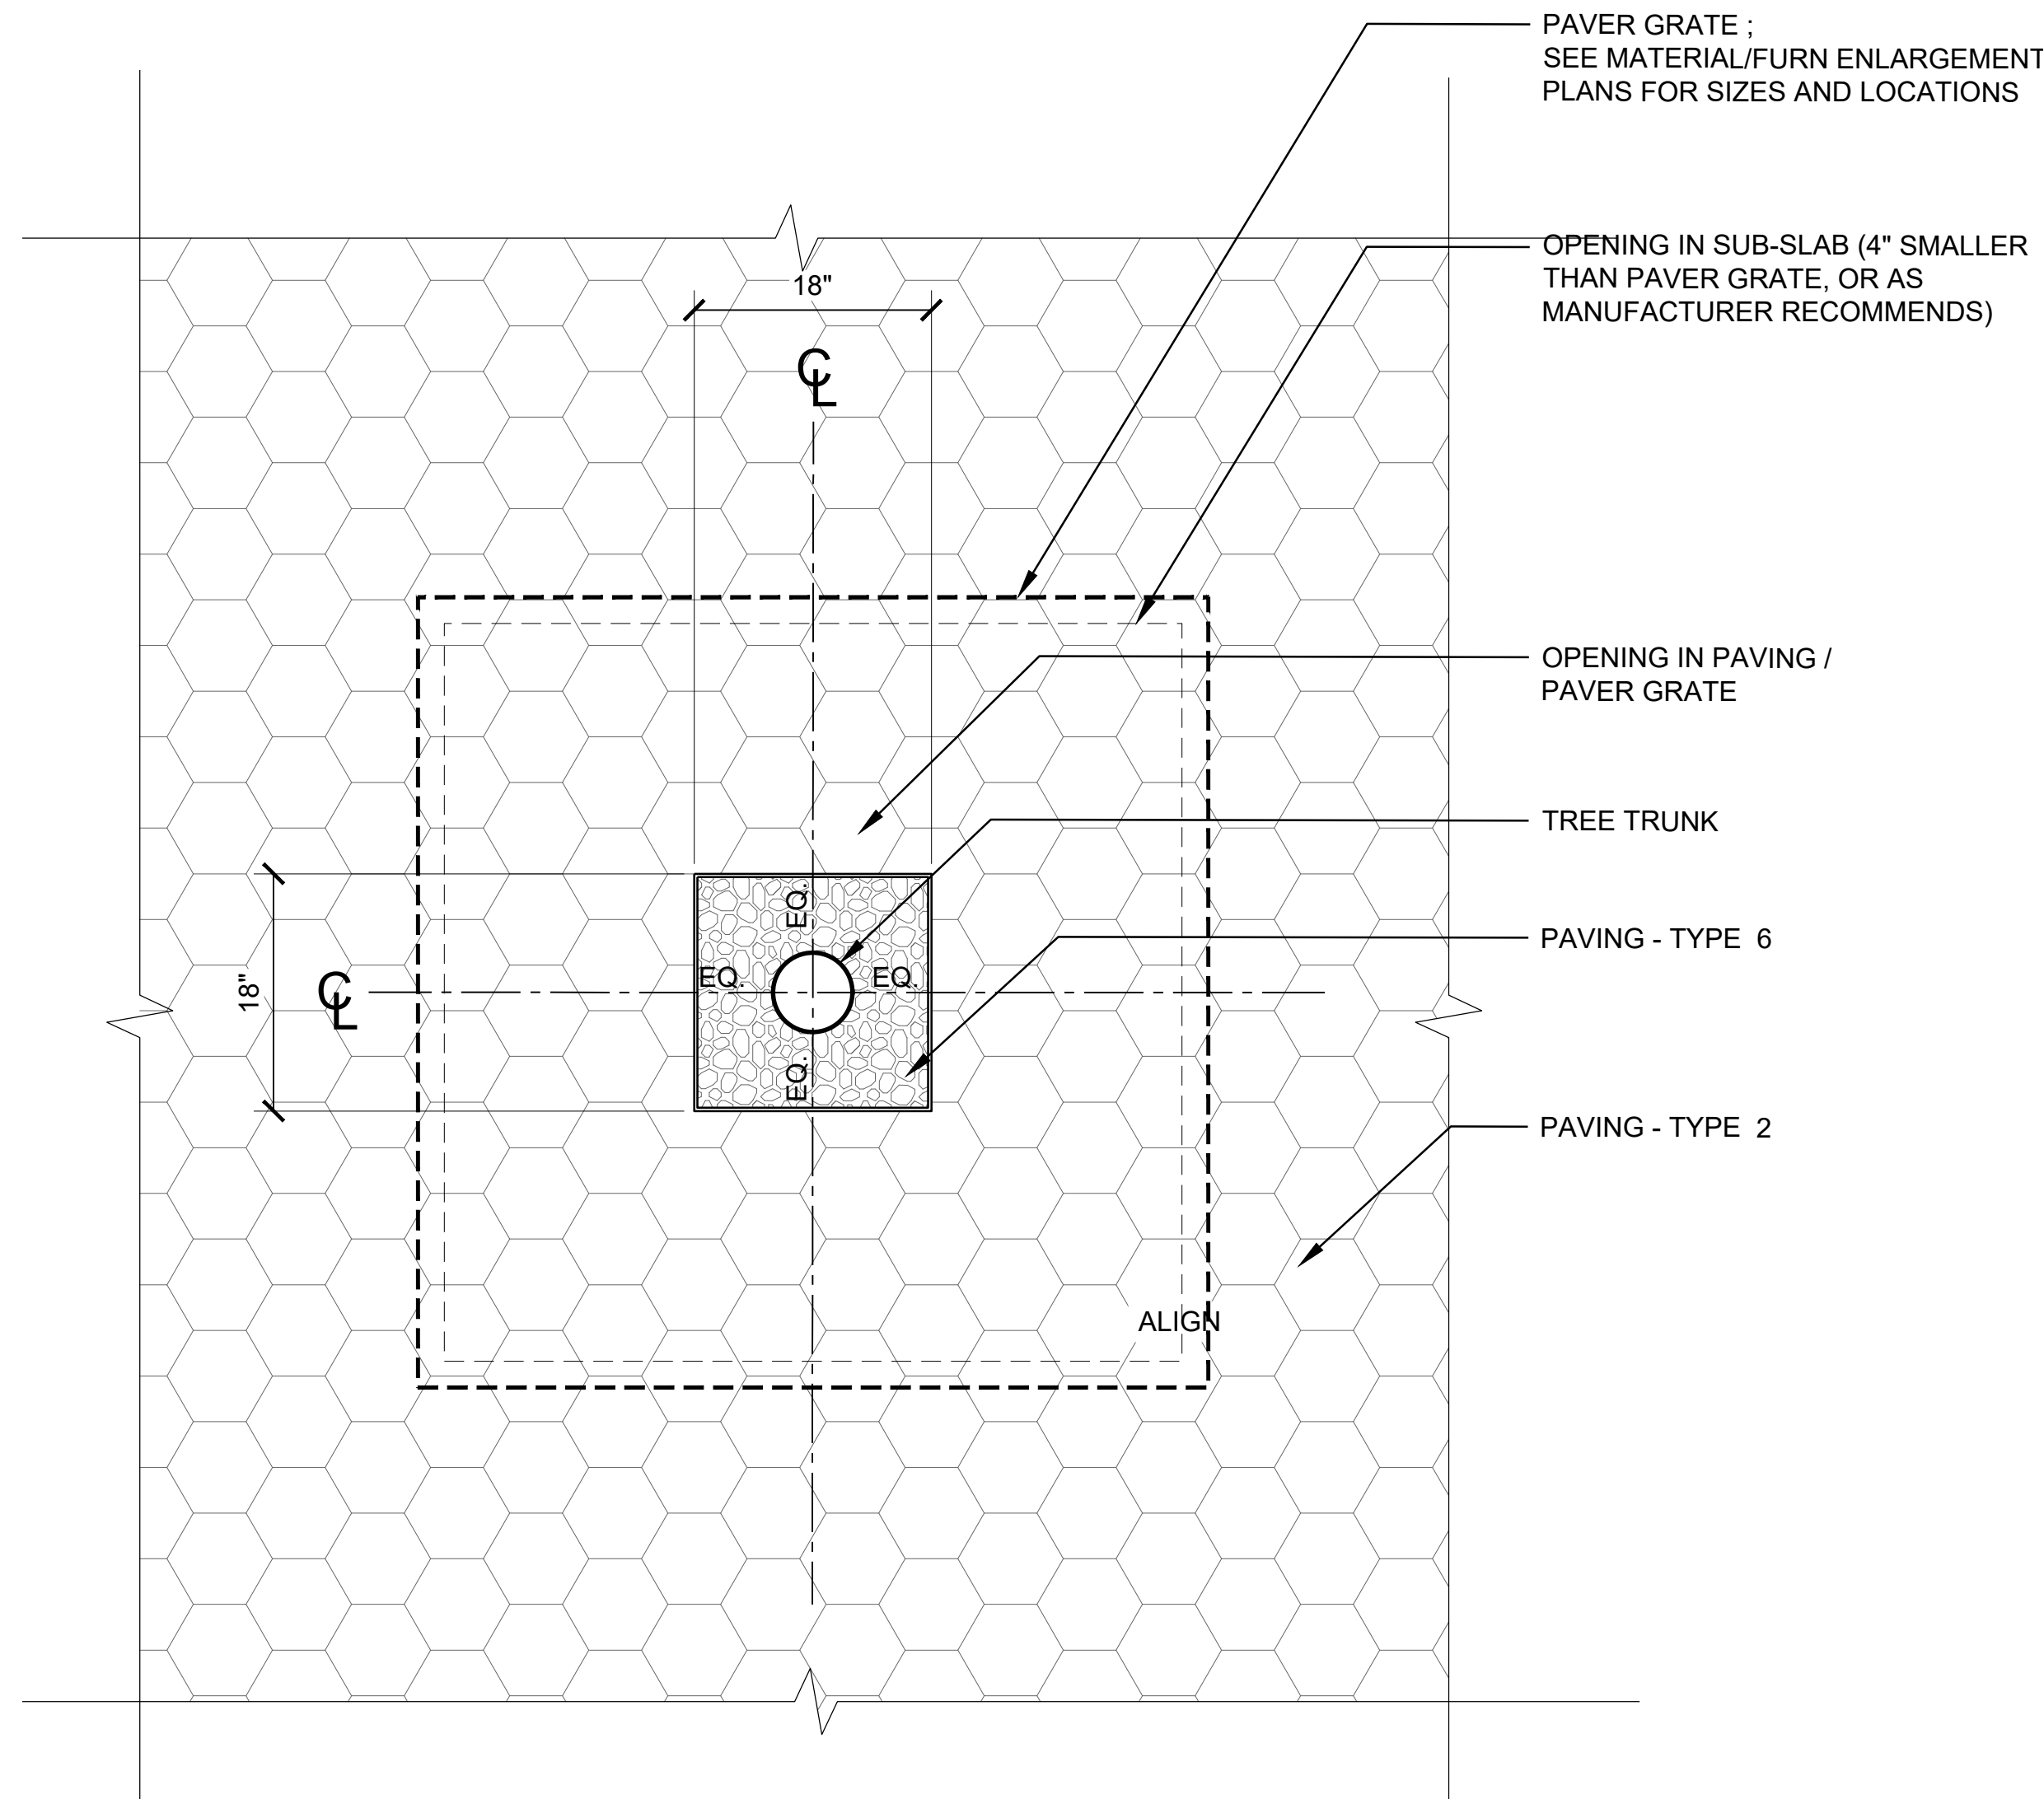 PAVER GRATE ;
SEE MATERIAL/FURN ENLARGEMENT
PLANS FOR SIZES AND LOCATIONS
OPENING IN SUB-SLAB (4" SMALLER
THAN PAVER GRATE, OR AS
MANUFACTURER RECOMMENDS)
18"
CL
OPENING IN PAVING /
PAVER GRATE
TREE TRUNK
EQ.
PAVING - TYPE 6
EQ.
EQ.
18"
CL
EQ.
PAVING - TYPE 2
ALIGN